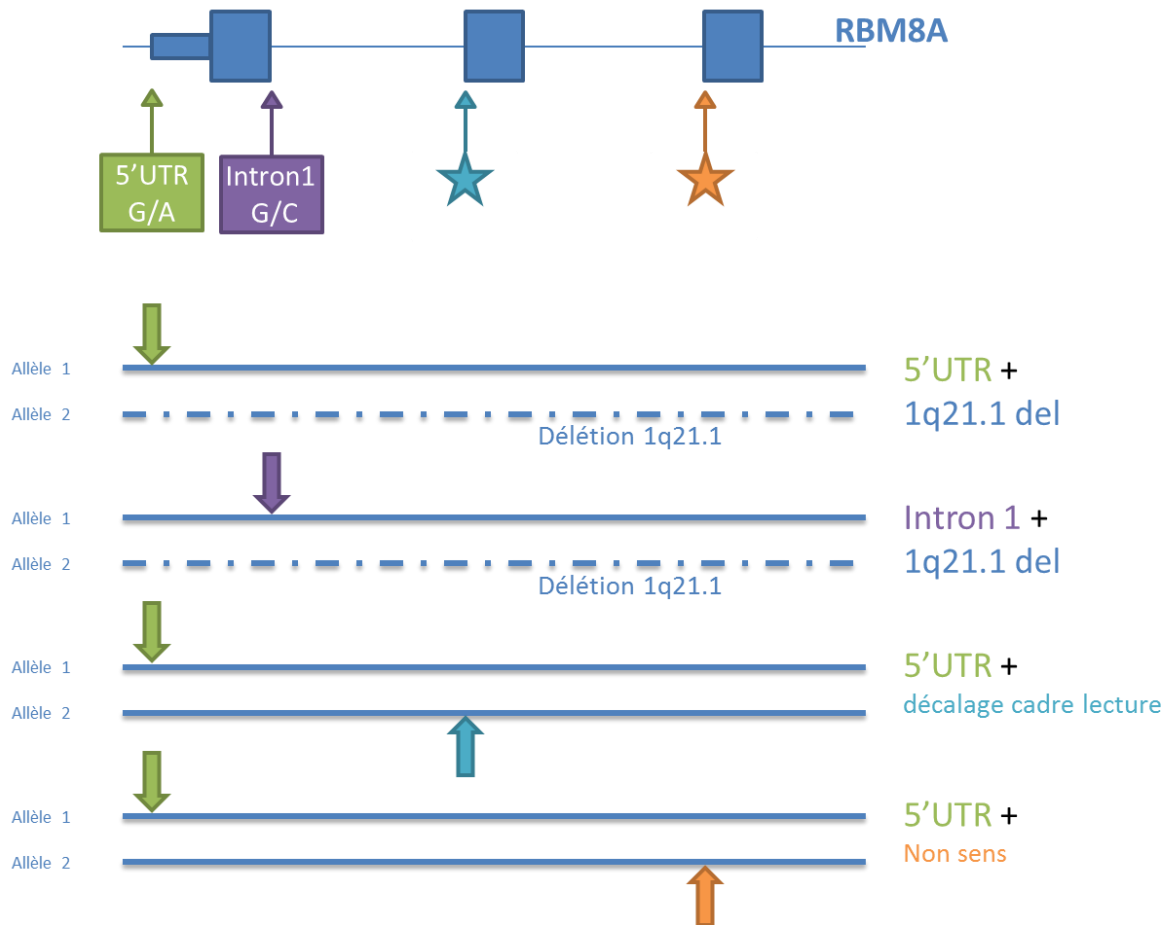 RBM8A
5'UTR
G/A
Intron1
G/C
Allèle 1
5'UTR +
Allèle 2
1q21.1 del
Délétion 1q21.1
Allèle 1
Intron 1 +
Allèle 2
1q21.1 del
Délétion 1q21.1
Allèle 1
5'UTR +
Allèle 2
décalage cadre lecture
Allèle 1
5'UTR +
Allèle 2
Non sens